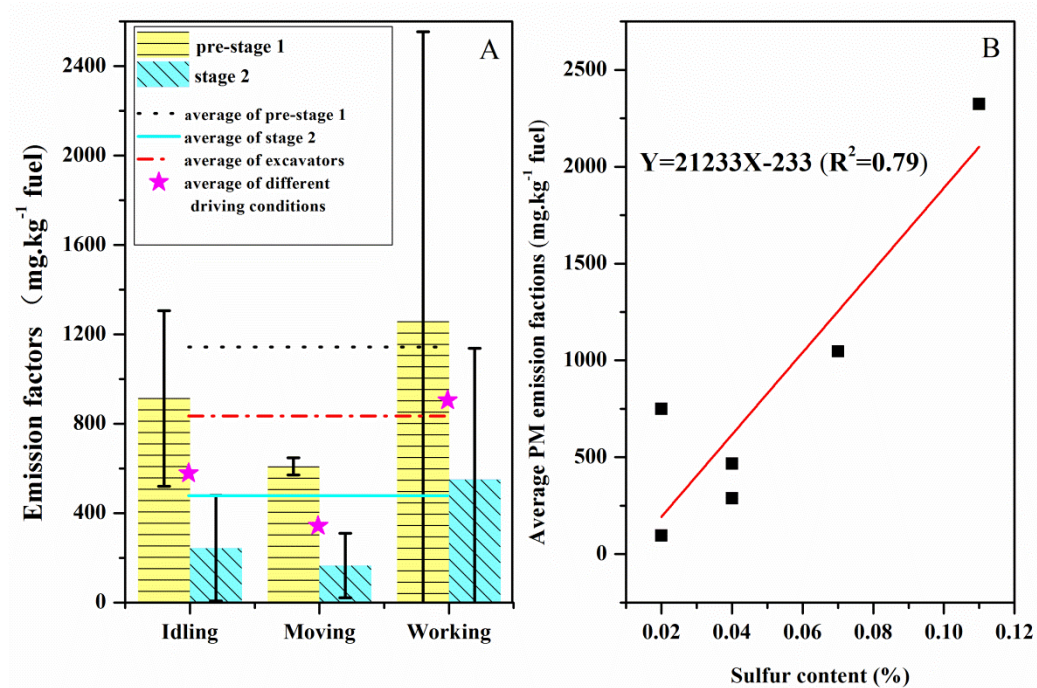 A
pre-stage 1
stage 2
average of pre-stage 1
average of stage 2
average of excavators
average of different
driving conditions
Emission factors (mg.kg⁻¹ fuel)
2400
2000
1600
1200
800
400
0
Idling Moving Working
B
Y=21233X-233 (R²=0.79)
Average PM emission factions (mg.kg⁻¹ fuel)
2500
2000
1500
1000
500
0
0.02 0.04 0.06 0.08 0.10 0.12
Sulfur content (%)